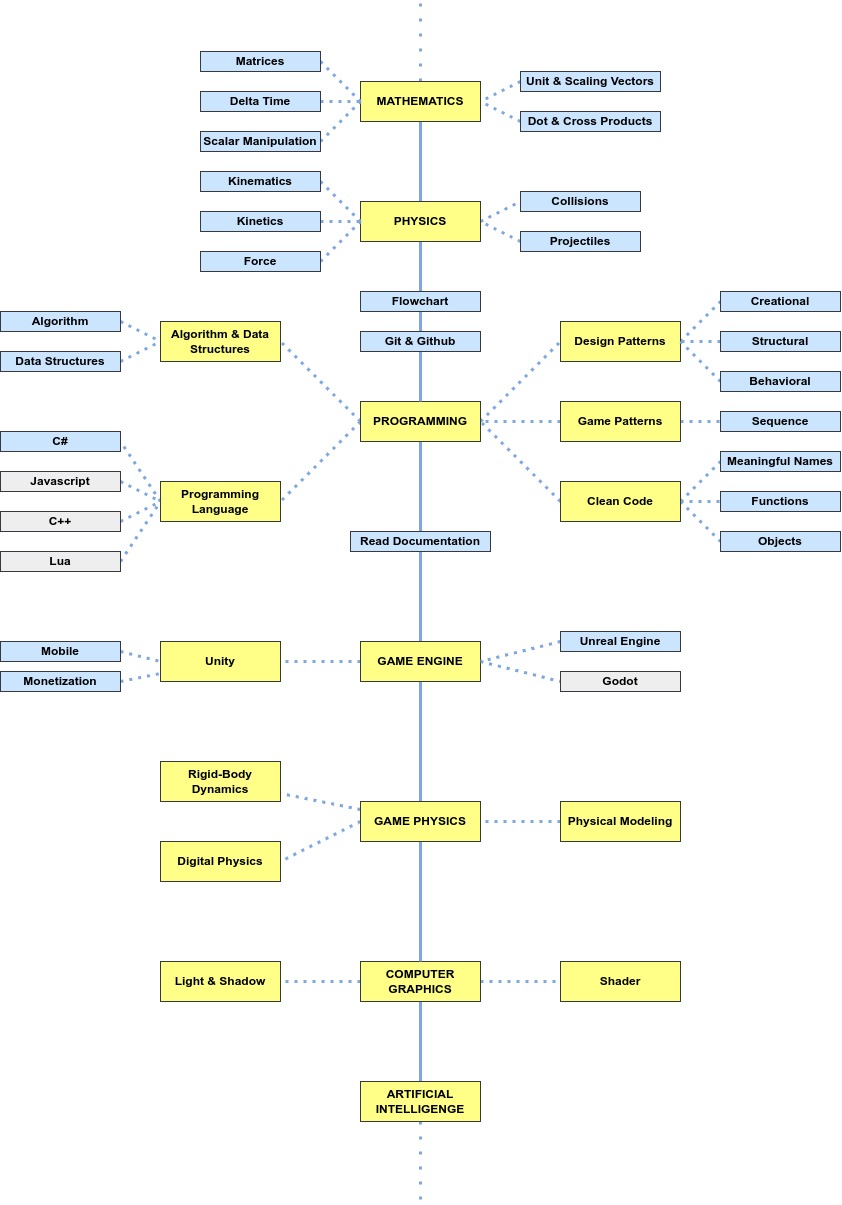 Matrices
Unit & Scaling Vectors
MATHEMATICS
Delta Time
Dot & Cross Products
Scalar Manipulation
Kinematics
Collisions
PHYSICS
Kinetics
Projectiles
Force
Flowchart
Creational
Algorithm
Algorithm & Data
Structures
Git & Github
Design Patterns
Structural
Data Structures
Behavioral
PROGRAMMING
Game Patterns
Sequence
C#
Meaningful Names
Javascript
Programming
Language
Clean Code
Functions
C++
Read Documentation
Objects
Lua
Mobile
Unity
GAME ENGINE
Unreal Engine
Monetization
Godot
Rigid-Body
Dynamics
GAME PHYSICS
Physical Modeling
Digital Physics
Light & Shadow
COMPUTER
GRAPHICS
Shader
ARTIFICIAL
INTELLIGENGE